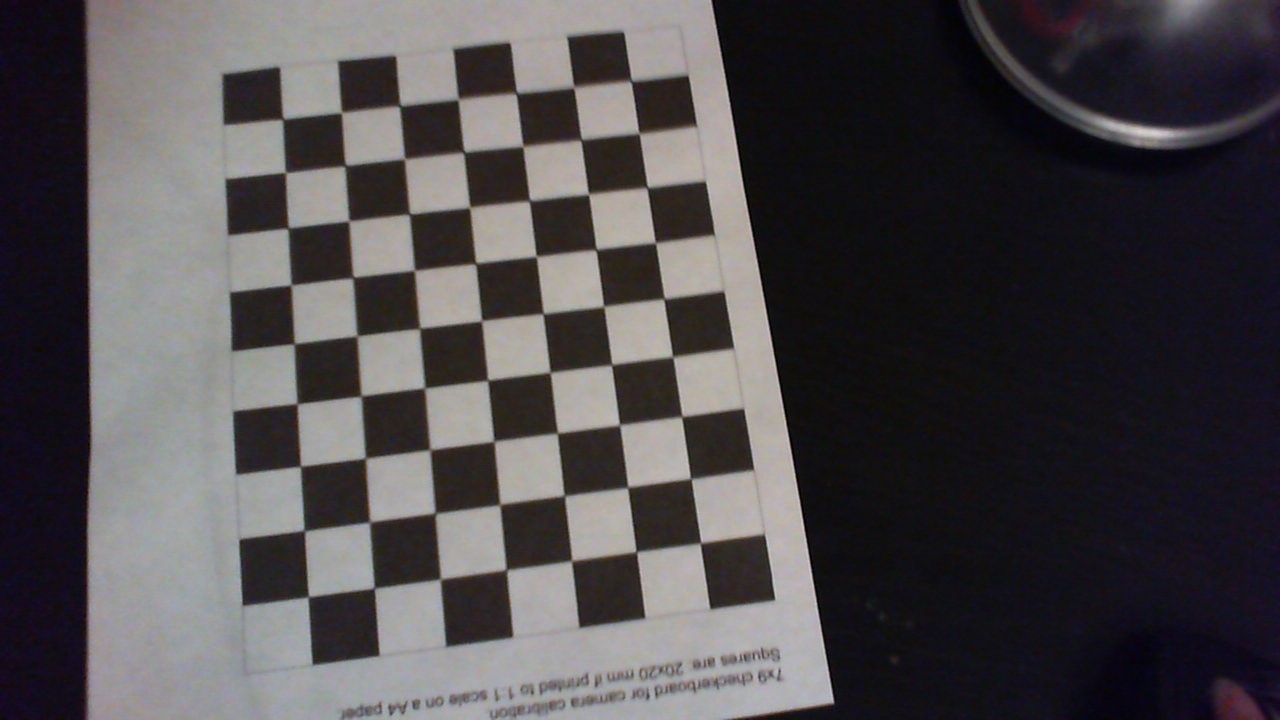 7x9 checkerboard for camera calibration.
Squares are: 20x20 mm if printed to 1:1 scale on a A4 paper.